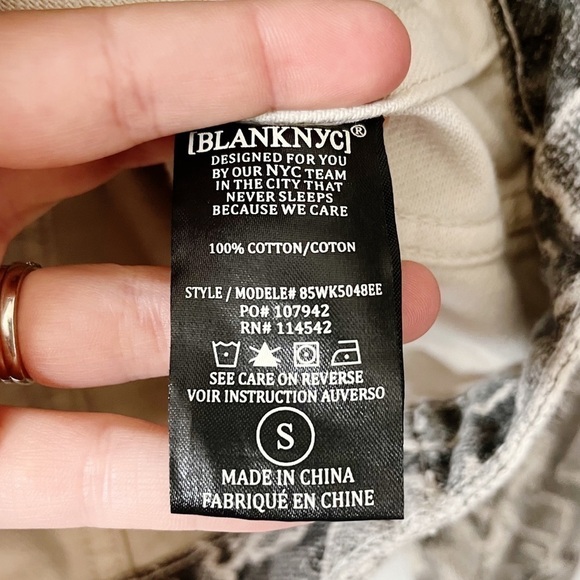 [BLANKNYC]®
DESIGNED FOR YOU
BY OUR NYC TEAM
IN THE CITY THAT
NEVER SLEEPS
BECAUSE WE CARE
100% COTTON/COTON
STYLE / MODELE# 85WK5048EE
PO# 107942
RN# 114542
SEE CARE ON REVERSE
VOIR INSTRUCTION AUVERSO
S
MADE IN CHINA
FABRIQUÉ EN CHINE